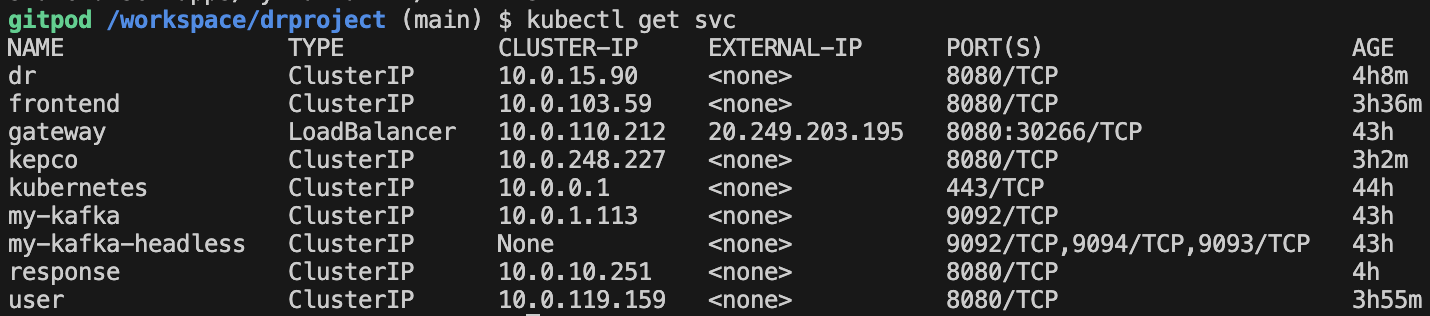 gitpod /workspace/drproject (main) $ kubectl get svc
NAME TYPE CLUSTER-IP EXTERNAL-IP PORT(S) AGE
dr ClusterIP 10.0.15.90 <none> 8080/TCP 4h8m
frontend ClusterIP 10.0.103.59 <none> 8080/TCP 3h36m
gateway LoadBalancer 10.0.110.212 20.249.203.195 8080:30266/TCP 43h
kepco ClusterIP 10.0.248.227 <none> 8080/TCP 3h2m
kubernetes ClusterIP 10.0.0.1 <none> 443/TCP 44h
my-kafka ClusterIP 10.0.1.113 <none> 9092/TCP 43h
my-kafka-headless ClusterIP None <none> 9092/TCP,9094/TCP,9093/TCP 43h
response ClusterIP 10.0.10.251 <none> 8080/TCP 4h
user ClusterIP 10.0.119.159 <none> 8080/TCP 3h55m